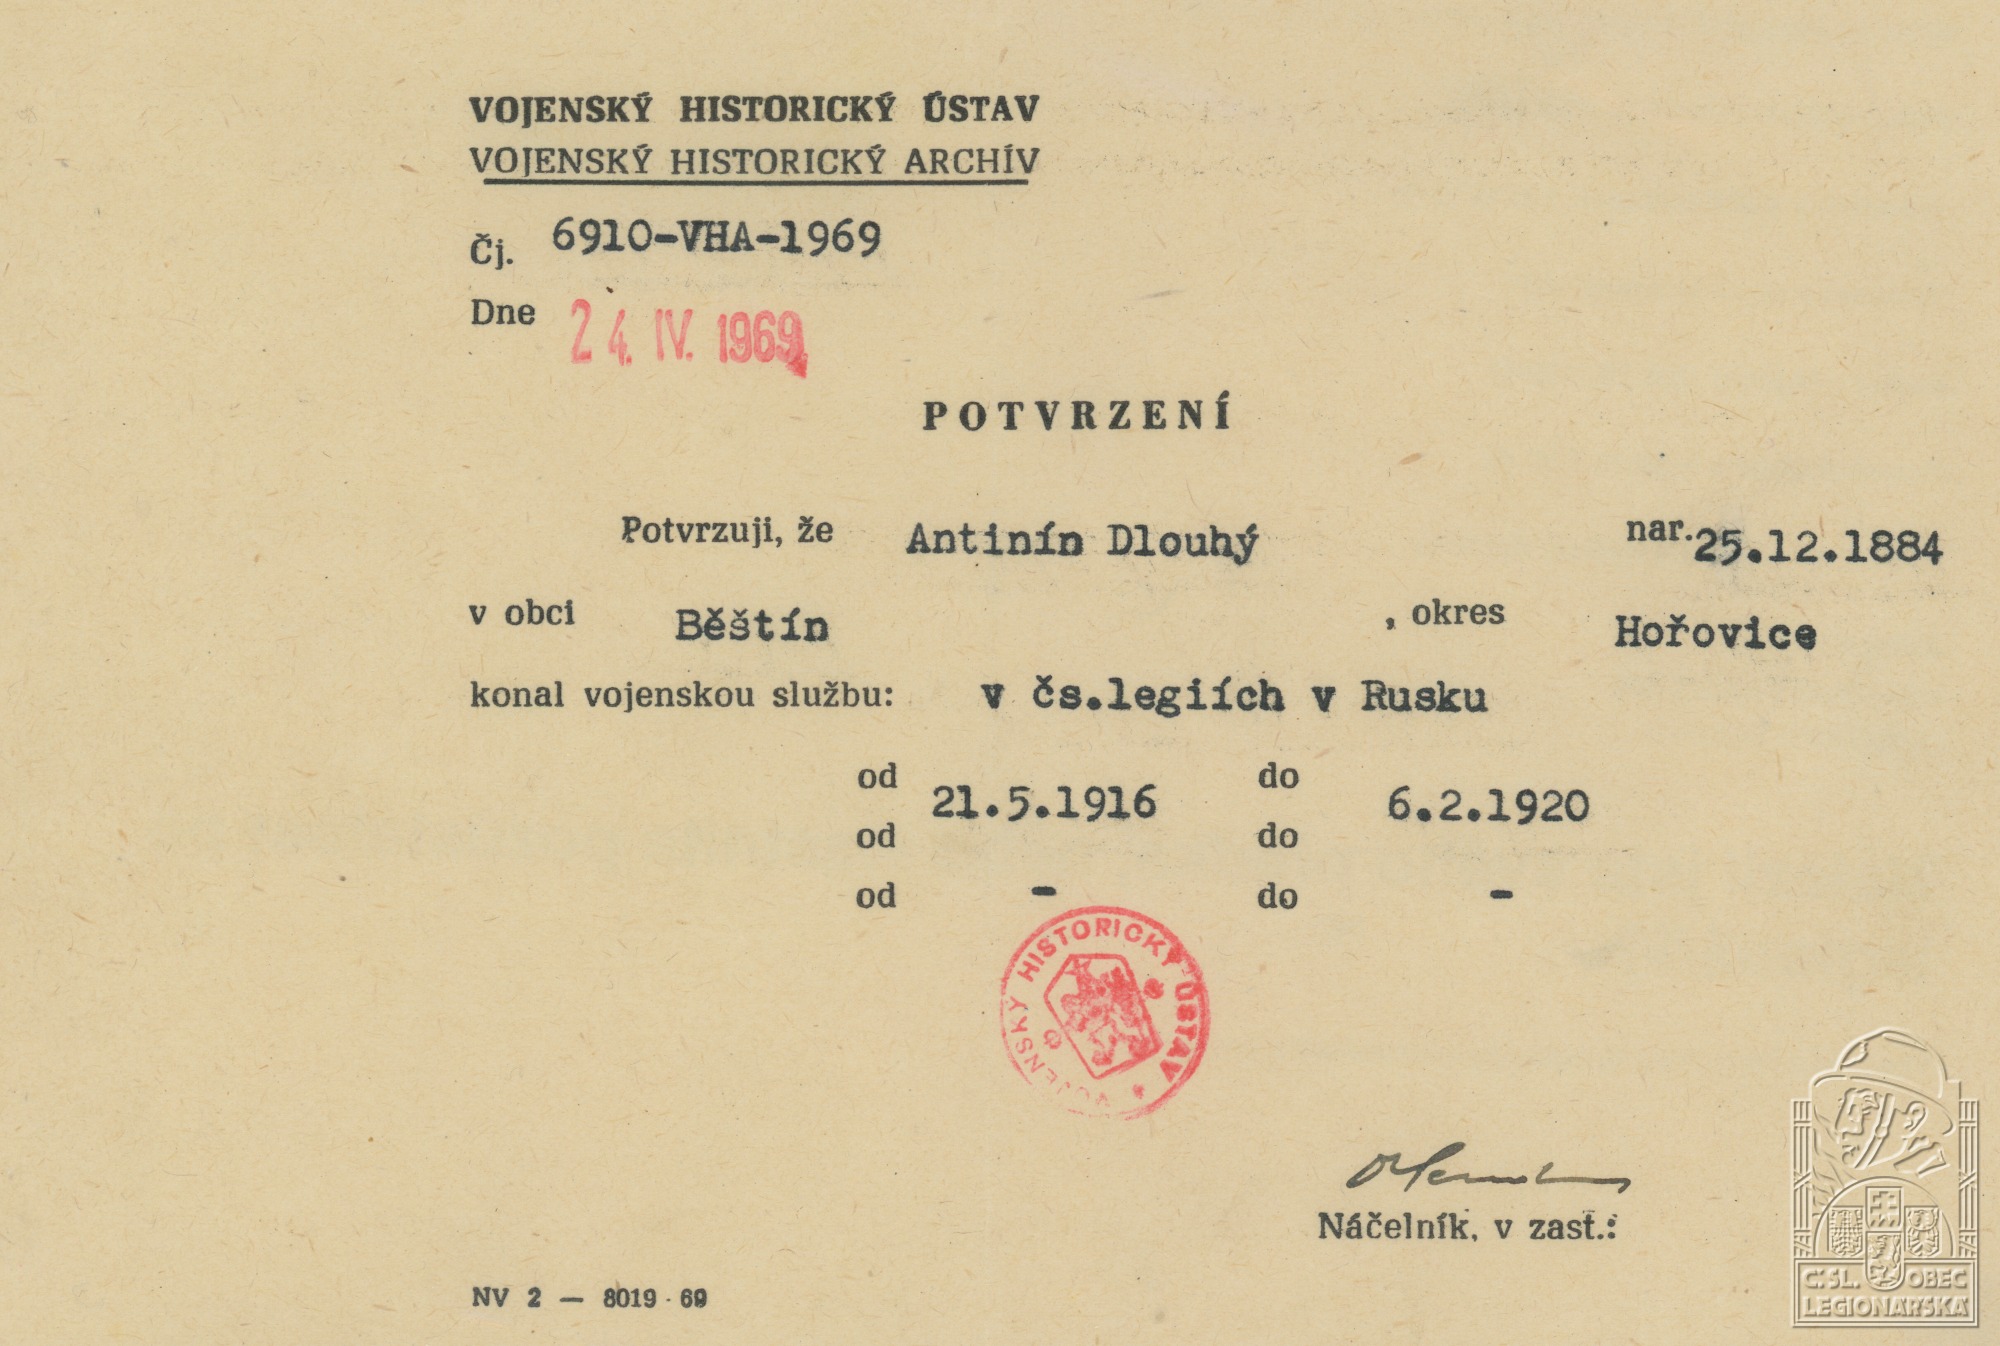 VOJENSKÝ HISTORICKÝ ÚSTAV
VOJENSKÝ HISTORICKÝ ARCHÍV
Čj. 6910-VHA-1969
Dne 24. IV. 1969
POTVRZENÍ
Potvrzuji, že Antinín Dlouhý nar. 25.12.1884
v obci Běštín , okres Hořovice
konal vojenskou službu: v čs.legiích v Rusku
od 21.5.1916 do 6.2.1920
od do
od - do -
VOJENSKÝ HISTORICKÝ ÚSTAV
Náčelník, v zast.:
NV 2 — 8019 · 69
Č.SL. OBEC
LEGIONÁŘSKÁ